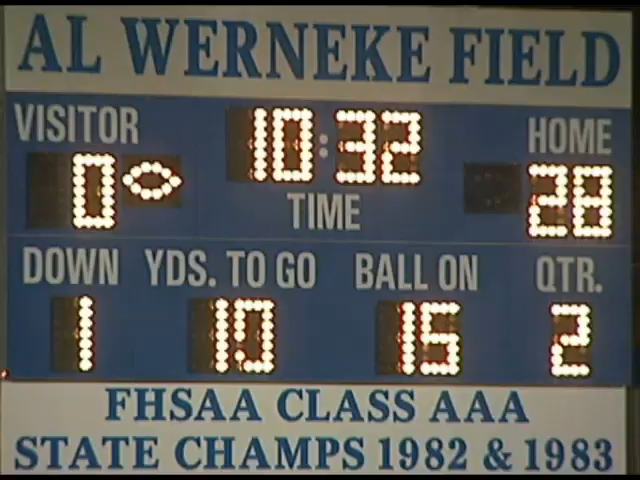 AL WERNEKE FIELD
VISITOR 10:32 HOME
0 TIME 28
DOWN YDS. TO GO BALL ON QTR.
1 10 15 2
FHSAA CLASS AAA
STATE CHAMPS 1982 & 1983